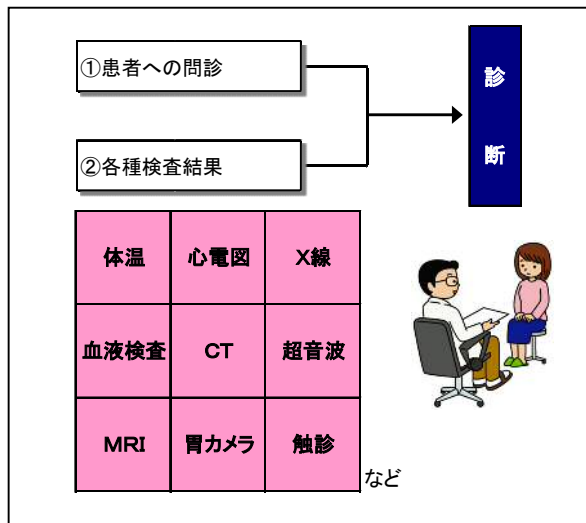 ①患者への問診
②各種検査結果
診断
体温
心電図
X線
血液検査
CT
超音波
MRI
胃カメラ
触診
など